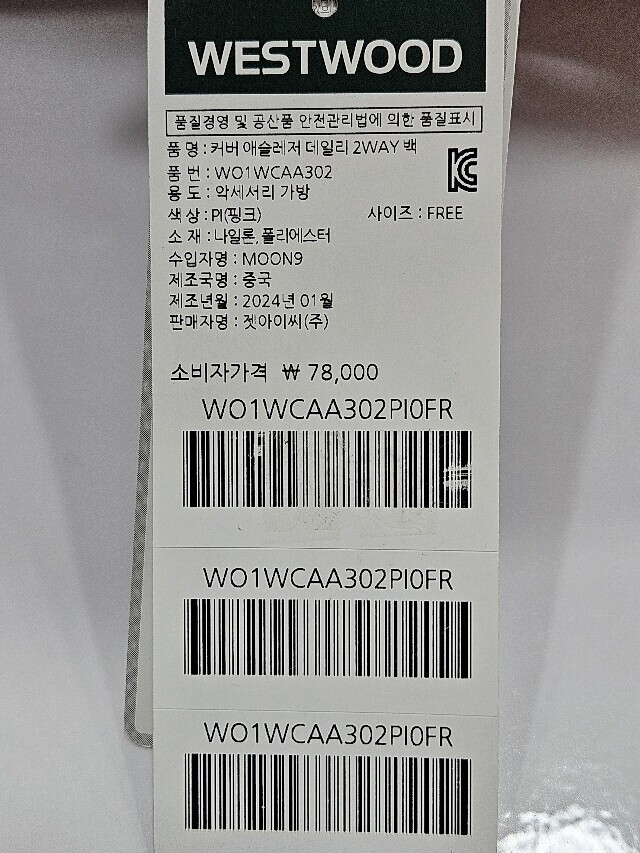 WESTWOOD
품질경영 및 공산품 안전관리법에 의한 품질표시
품 명 : 커버 애슬레저 데일리 2WAY 백
품 번 : WO1WCAA302
용 도 : 악세서리 가방
색 상 : PI(핑크) 사이즈 : FREE
소 재 : 나일론, 폴리에스터
수입자명 : MOON9
제조국명 : 중국
제조년월 : 2024년 01월
판매자명 : 젯아이씨(주)
소비자가격 ₩ 78,000
WO1WCAA302PI0FR
WO1WCAA302PI0FR
WO1WCAA302PI0FR